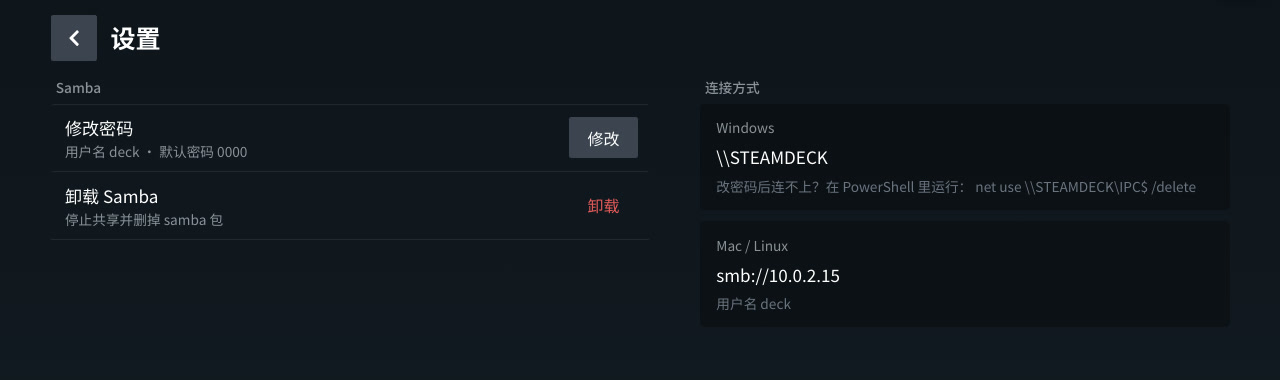 设置
Samba
修改密码
用户名 deck · 默认密码 0000
修改
卸载 Samba
停止共享并删掉 samba 包
卸载
连接方式
Windows
\\STEAMDECK
改密码后连不上？在 PowerShell 里运行： net use \\STEAMDECK\IPC$ /delete
Mac / Linux
smb://10.0.2.15
用户名 deck